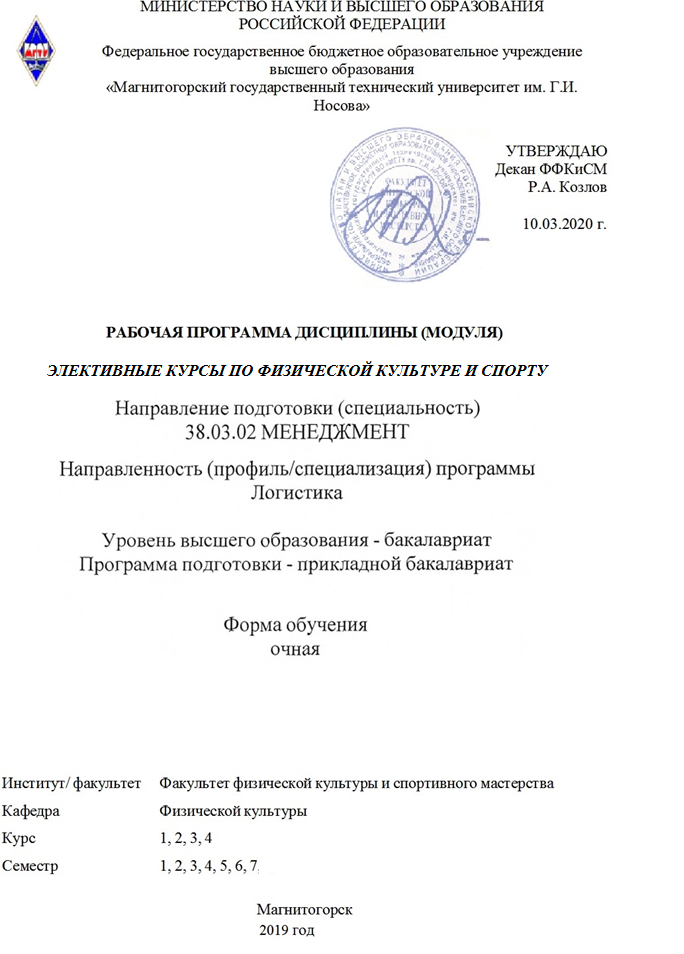 МИНИСТЕРСТВО НАУКИ И ВЫСШЕГО ОБРАЗОВАНИЯ
РОССИЙСКОЙ ФЕДЕРАЦИИ
Федеральное государственное бюджетное образовательное учреждение
высшего образования
«Магнитогорский государственный технический университет им. Г.И.
Носова»
УТВЕРЖДАЮ
Декан ФФКиСМ
Р.А. Козлов
10.03.2020 г.
РАБОЧАЯ ПРОГРАММА ДИСЦИПЛИНЫ (МОДУЛЯ)
ЭЛЕКТИВНЫЕ КУРСЫ ПО ФИЗИЧЕСКОЙ КУЛЬТУРЕ И СПОРТУ
Направление подготовки (специальность)
38.03.02 МЕНЕДЖМЕНТ
Направленность (профиль/специализация) программы
Логистика
Уровень высшего образования - бакалавриат
Программа подготовки - прикладной бакалавриат
Форма обучения
очная
Институт/ факультет Факультет физической культуры и спортивного мастерства
Кафедра Физической культуры
Курс 1, 2, 3, 4
Семестр 1, 2, 3, 4, 5, 6, 7,
Магнитогорск
2019 год